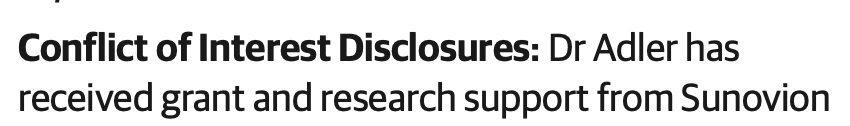 Conflict of Interest Disclosures: Dr Adler has
received grant and research support from Sunovion